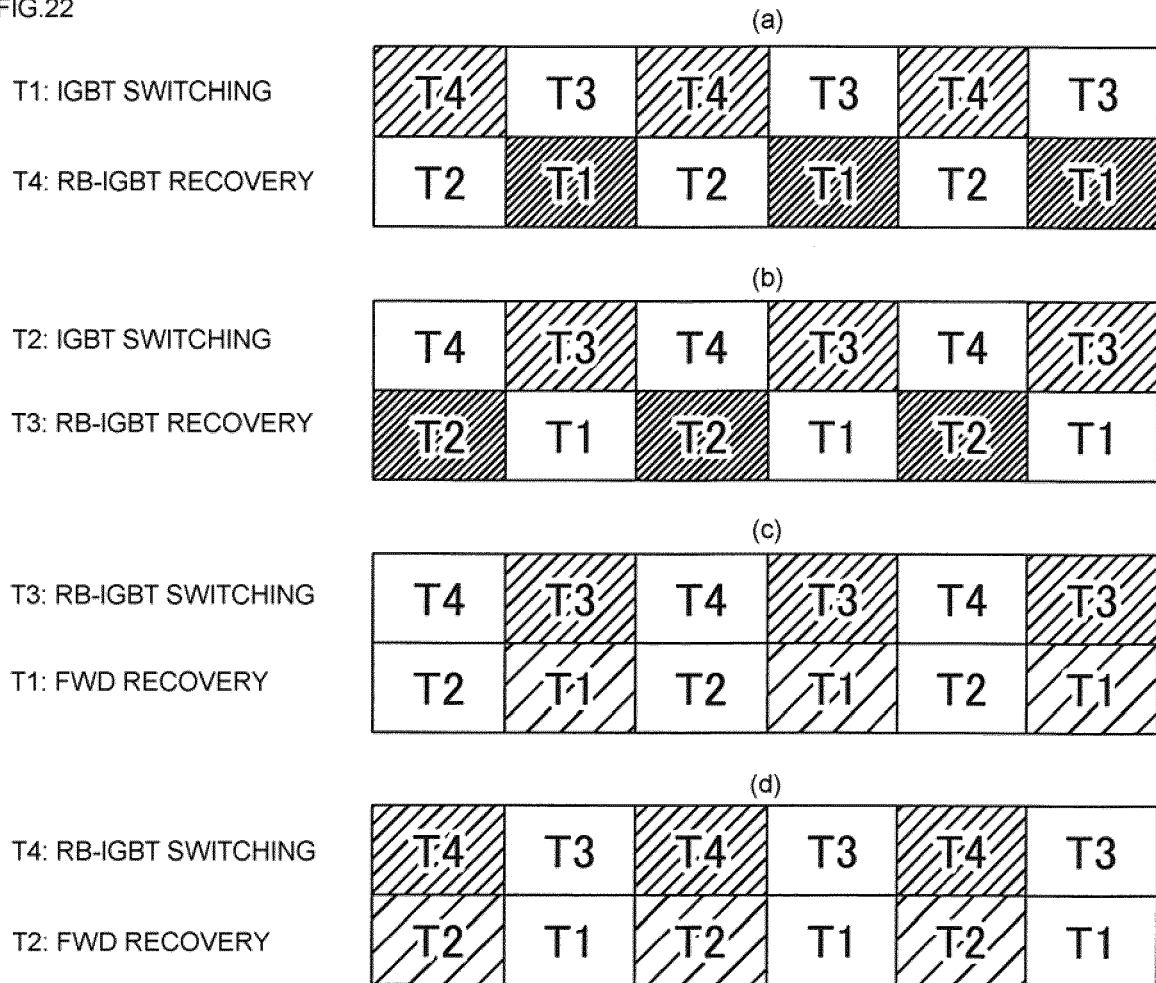 FIG.22
(a)
T1: IGBT SWITCHING
T4 T3 T4 T3 T4 T3
T4: RB-IGBT RECOVERY
T2 T1 T2 T1 T2 T1
(b)
T2: IGBT SWITCHING
T4 T3 T4 T3 T4 T3
T3: RB-IGBT RECOVERY
T2 T1 T2 T1 T2 T1
(c)
T3: RB-IGBT SWITCHING
T4 T3 T4 T3 T4 T3
T1: FWD RECOVERY
T2 T1 T2 T1 T2 T1
(d)
T4: RB-IGBT SWITCHING
T4 T3 T4 T3 T4 T3
T2: FWD RECOVERY
T2 T1 T2 T1 T2 T1